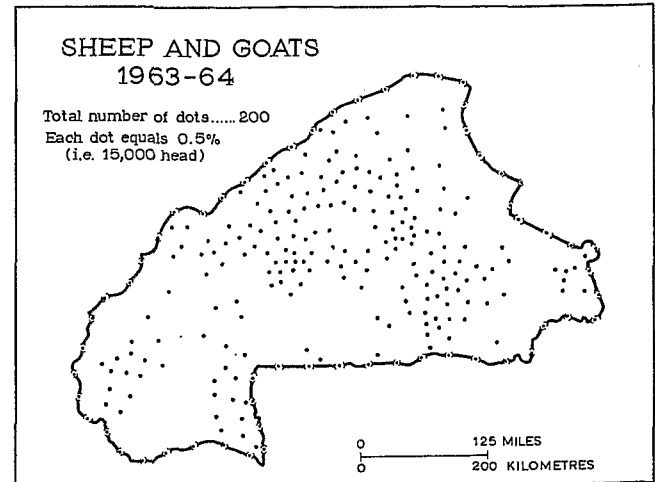 SHEEP AND GOATS
1963-64
Total number of dots......200
Each dot equals 0.5%
(i.e. 15,000 head)
0 125 MILES
0 200 KILOMETRES